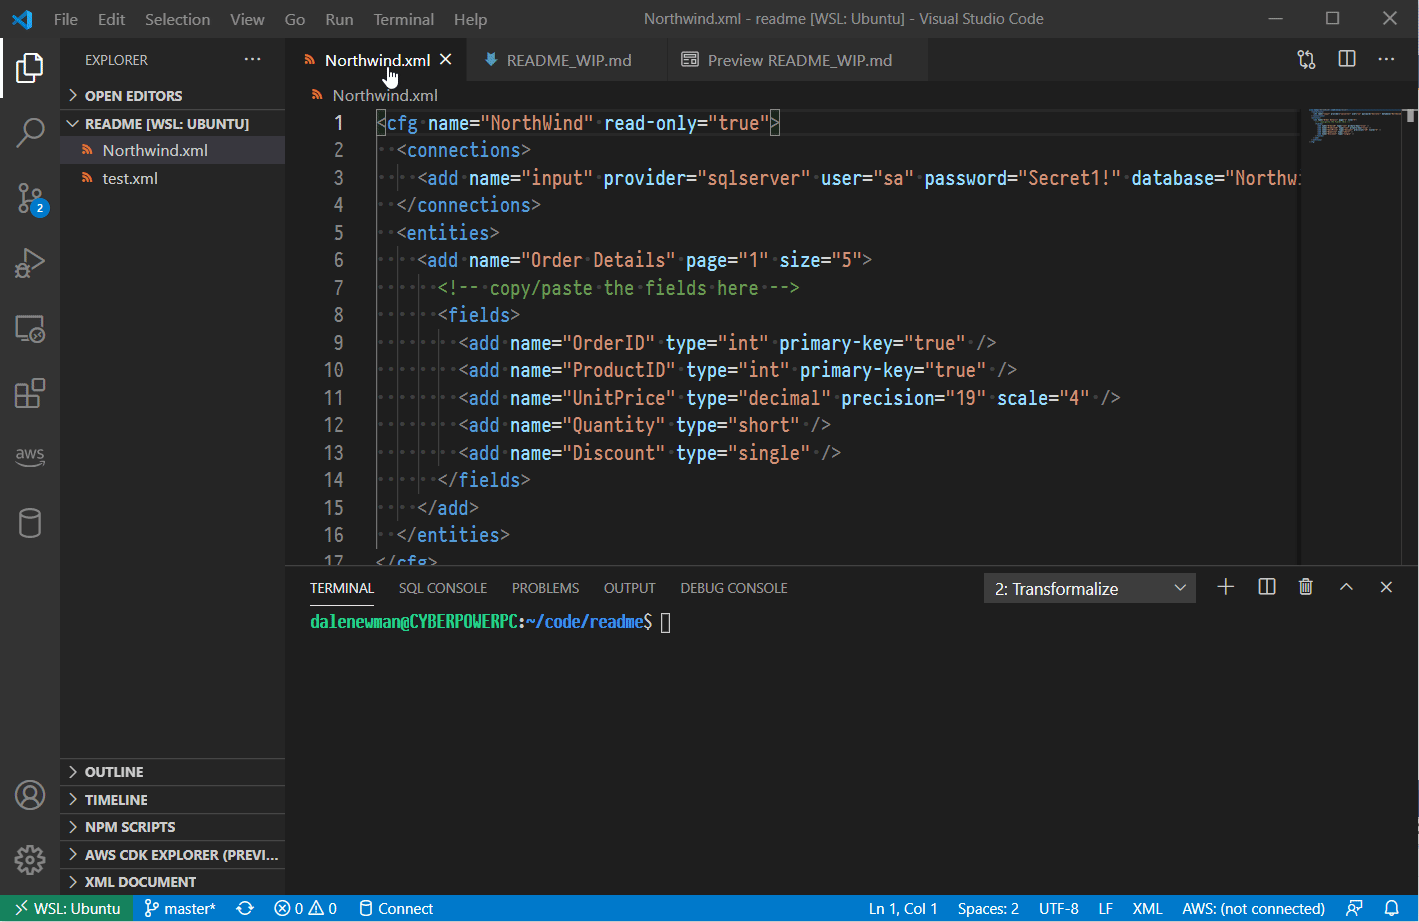 File Edit Selection View Go Run Terminal Help
Northwind.xml - readme [WSL: Ubuntu] - Visual Studio Code
EXPLORER
OPEN EDITORS
README [WSL: UBUNTU]
Northwind.xml
test.xml
2
aws
OUTLINE
TIMELINE
NPM SCRIPTS
AWS CDK EXPLORER (PREVI...
XML DOCUMENT
Northwind.xml README_WIP.md Preview README_WIP.md
Northwind.xml
1 <cfg name="NorthWind" read-only="true">
2 <connections>
3 <add name="input" provider="sqlserver" user="sa" password="Secret1!" database="Northw
4 </connections>
5 <entities>
6 <add name="Order Details" page="1" size="5">
7 <!-- copy/paste the fields here -->
8 <fields>
9 <add name="OrderID" type="int" primary-key="true" />
10 <add name="ProductID" type="int" primary-key="true" />
11 <add name="UnitPrice" type="decimal" precision="19" scale="4" />
12 <add name="Quantity" type="short" />
13 <add name="Discount" type="single" />
14 </fields>
15 </add>
16 </entities>
17 </cfg>
TERMINAL SQL CONSOLE PROBLEMS OUTPUT DEBUG CONSOLE
2: Transformalize
dalenewman@CYBERPOWERPC:~/code/readme$
WSL: Ubuntu master* 0 0 Connect
Ln 1, Col 1 Spaces: 2 UTF-8 LF XML AWS: (not connected)